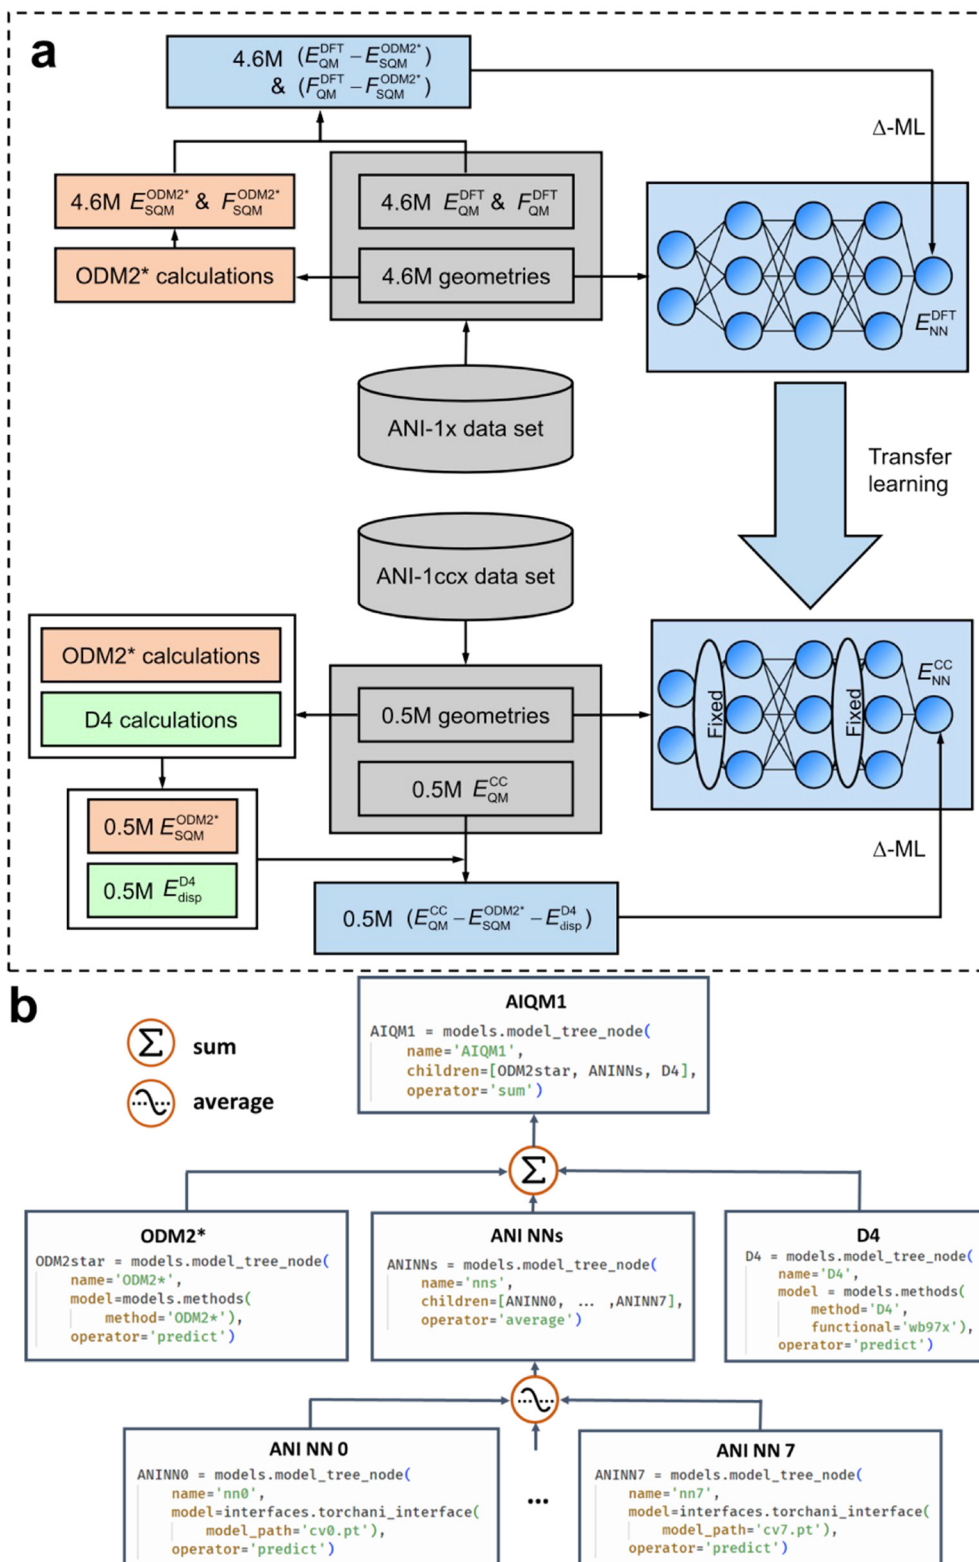 a
4.6M (E_QM^DFT − E_SQM^ODM2*)
& (F_QM^DFT − F_SQM^ODM2*)
Δ-ML
4.6M E_SQM^ODM2* & F_SQM^ODM2*
4.6M E_QM^DFT & F_QM^DFT
ODM2* calculations
4.6M geometries
E_NN^DFT
ANI-1x data set
Transfer
learning
ANI-1ccx data set
ODM2* calculations
D4 calculations
0.5M geometries
Fixed
Fixed
E_NN^CC
0.5M E_QM^CC
0.5M E_SQM^ODM2*
0.5M E_disp^D4
Δ-ML
0.5M (E_QM^CC − E_SQM^ODM2* − E_disp^D4)
b
Σ sum
average
AIQM1
AIQM1 = models.model_tree_node(
name='AIQM1',
children=[ODM2star, ANINNs, D4],
operator='sum')
Σ
ODM2*
ODM2star = models.model_tree_node(
name='ODM2*',
model=models.methods(
method='ODM2*'),
operator='predict')
ANI NNs
ANINNs = models.model_tree_node(
name='nns',
children=[ANINN0, ... ,ANINN7],
operator='average')
D4
D4 = models.model_tree_node(
name='D4',
model = models.methods(
method='D4',
functional='wb97x'),
operator='predict')
ANI NN 0
ANINN0 = models.model_tree_node(
name='nn0',
model=interfaces.torchani_interface(
model_path='cv0.pt'),
operator='predict')
...
ANI NN 7
ANINN7 = models.model_tree_node(
name='nn7',
model=interfaces.torchani_interface(
model_path='cv7.pt'),
operator='predict')